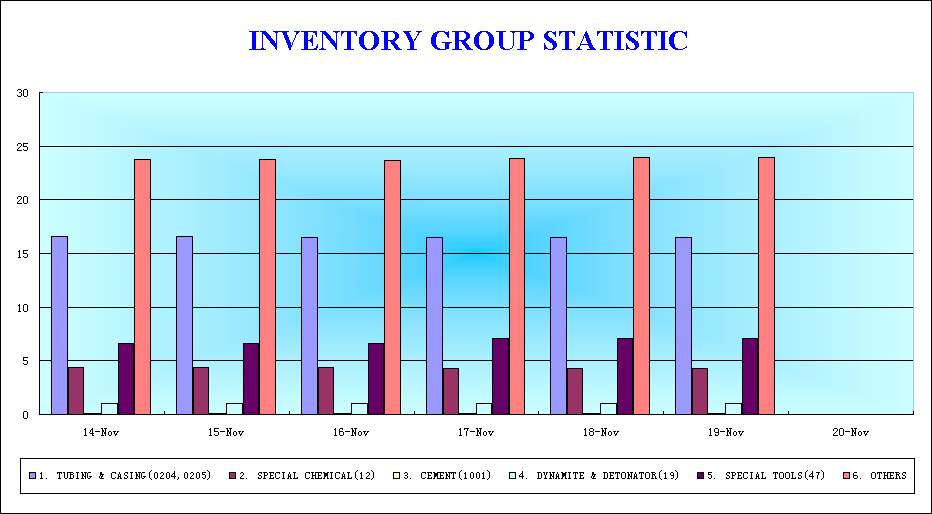 INVENTORY GROUP STATISTIC
30
25
20
15
10
5
0
14-Nov 15-Nov 16-Nov 17-Nov 18-Nov 19-Nov 20-Nov
1. TUBING & CASING(0204,0205) 2. SPECIAL CHEMICAL(12) 3. CEMENT(1001) 4. DYNAMITE & DETONATOR(19) 5. SPECIAL TOOLS(47) 6. OTHERS